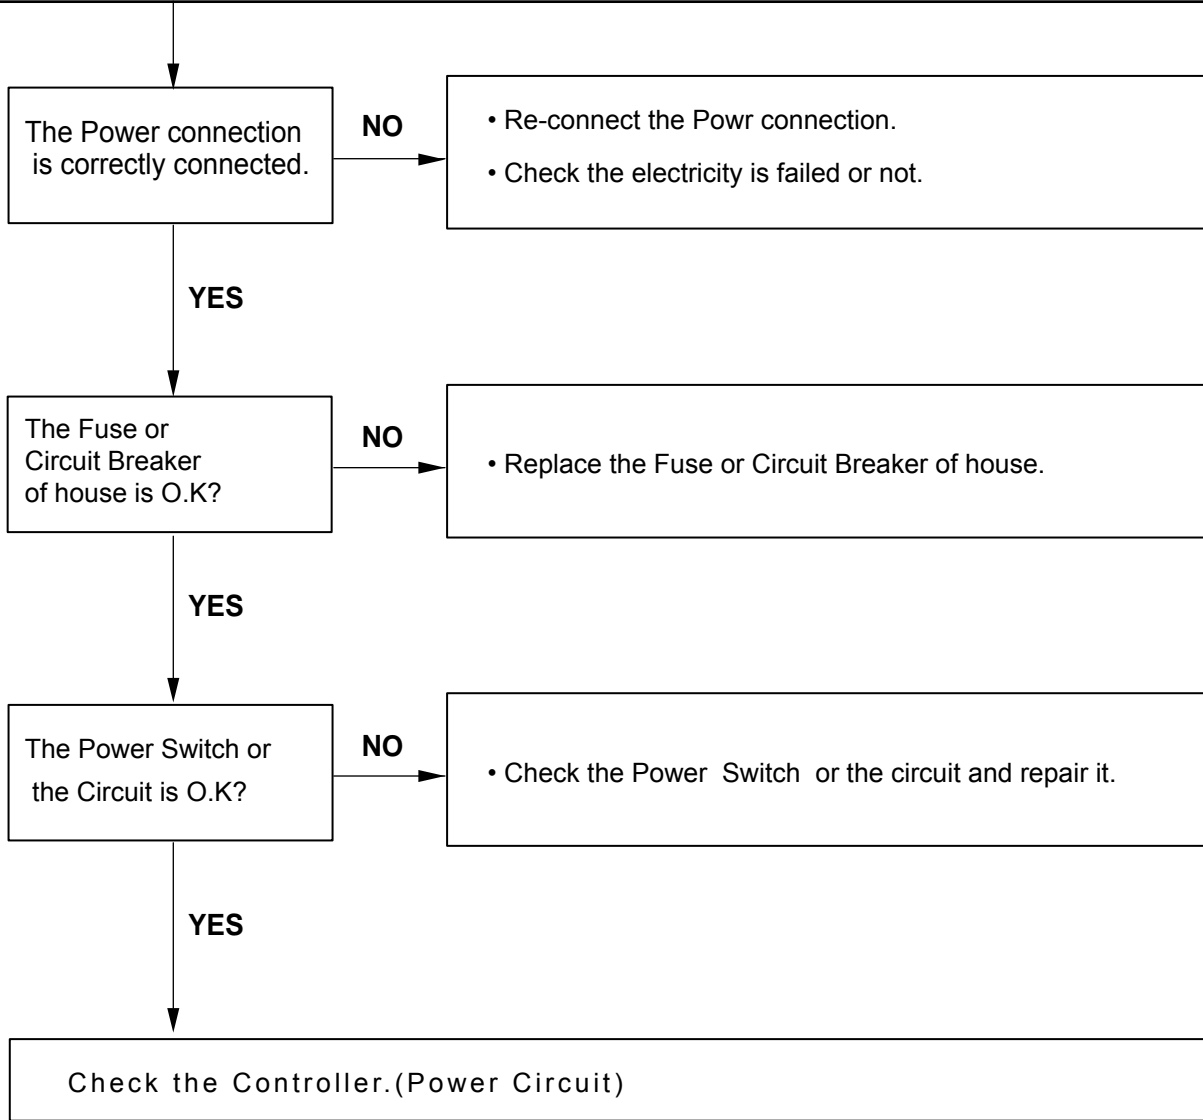 The Power connection
is correctly connected.
NO
• Re-connect the Powr connection.
• Check the electricity is failed or not.
YES
The Fuse or
Circuit Breaker
of house is O.K?
NO
• Replace the Fuse or Circuit Breaker of house.
YES
The Power Switch or
the Circuit is O.K?
NO
• Check the Power Switch or the circuit and repair it.
YES
Check the Controller.(Power Circuit)